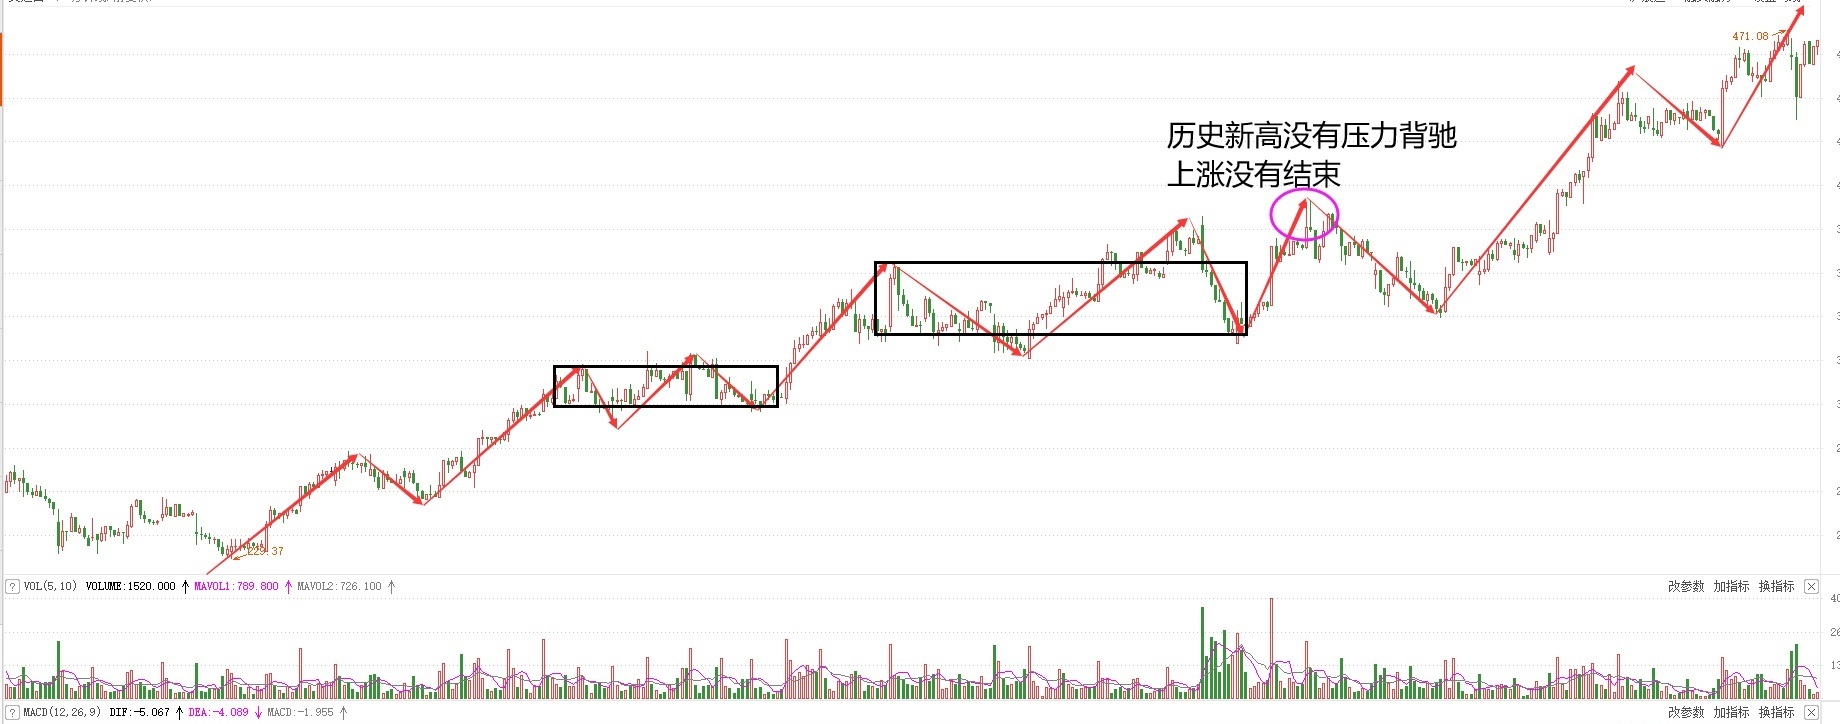 471.08
历史新高没有压力背驰
上涨没有结束
229.37
? VOL(5,10) VOLUME:1520.000 ↑ MAVOL1:789.800 ↑ MAVOL2:726.100 ↑ 改参数 加指标 换指标
? MACD(12,26,9) DIF:-5.067 ↑ DEA:-4.089 ↓ MACD:-1.955 ↑ 改参数 加指标 换指标